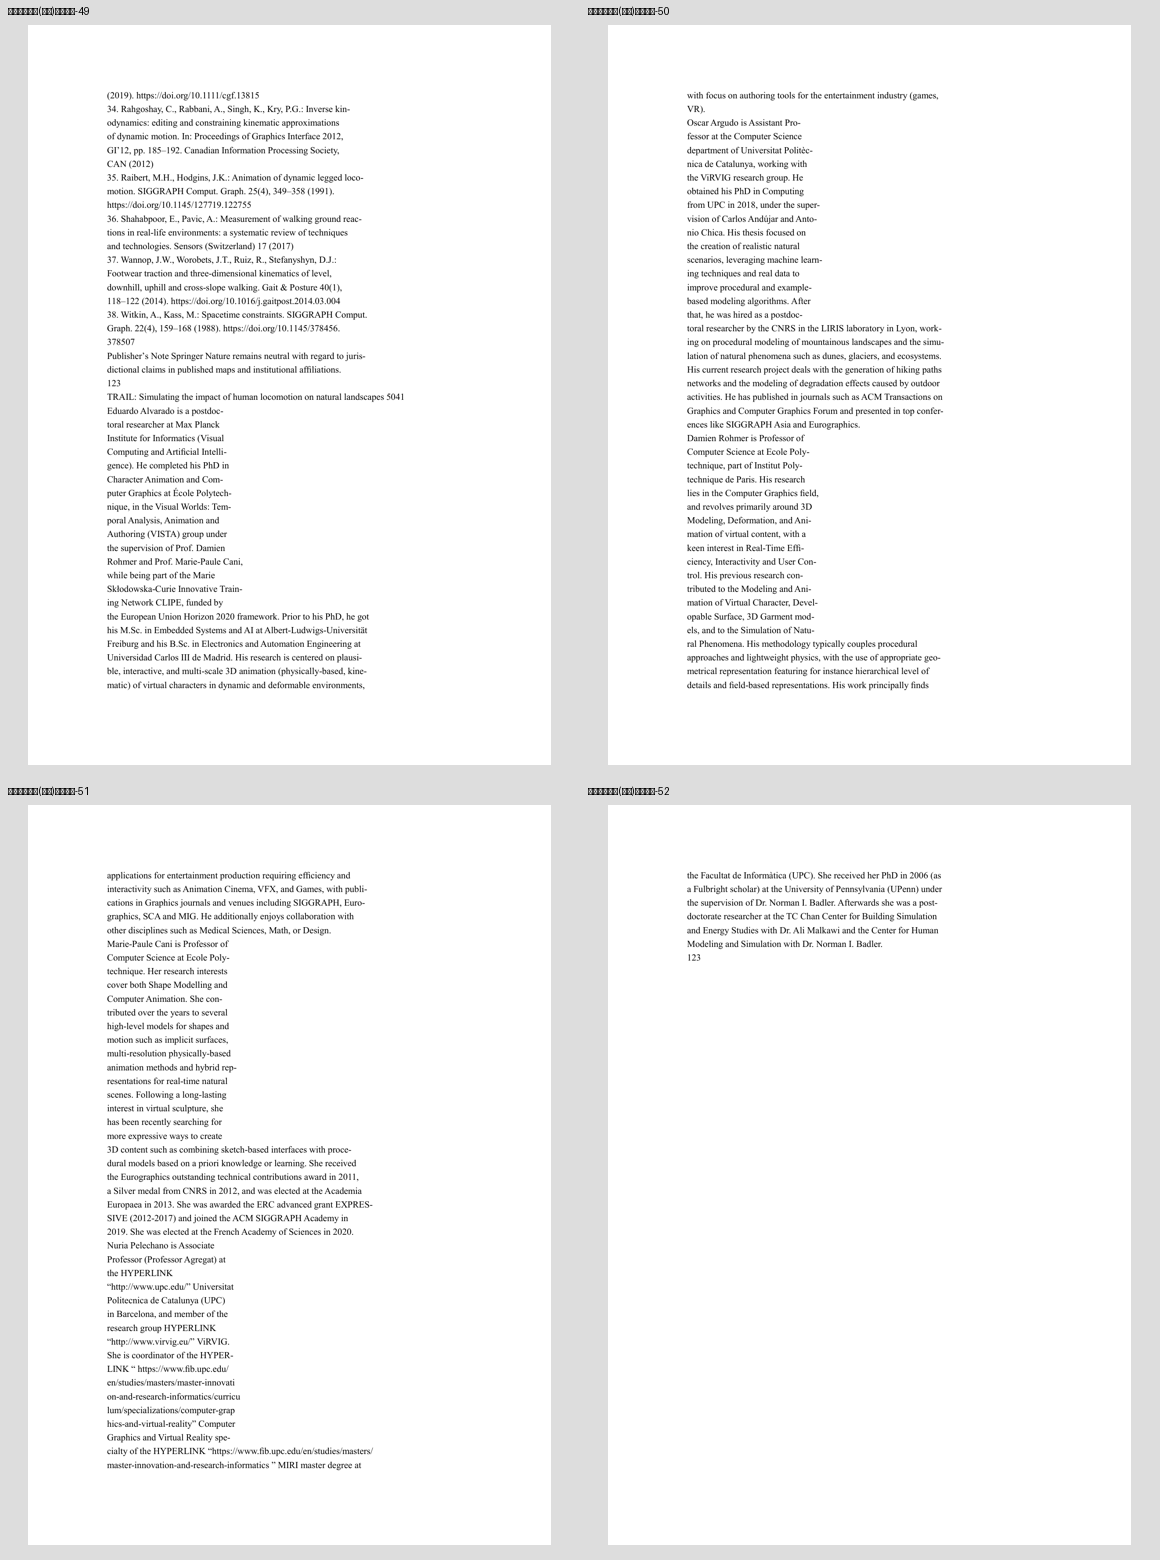 -49
(2019). https://doi.org/10.1111/cgf.13815
34. Rahgoshay, C., Rabbani, A., Singh, K., Kry, P.G.: Inverse kin-
odynamics: editing and constraining kinematic approximations
of dynamic motion. In: Proceedings of Graphics Interface 2012,
GI’12, pp. 185–192. Canadian Information Processing Society,
CAN (2012)
35. Raibert, M.H., Hodgins, J.K.: Animation of dynamic legged loco-
motion. SIGGRAPH Comput. Graph. 25(4), 349–358 (1991).
https://doi.org/10.1145/127719.122755
36. Shahabpoor, E., Pavic, A.: Measurement of walking ground reac-
tions in real-life environments: a systematic review of techniques
and technologies. Sensors (Switzerland) 17 (2017)
37. Wannop, J.W., Worobets, J.T., Ruiz, R., Stefanyshyn, D.J.:
Footwear traction and three-dimensional kinematics of level,
downhill, uphill and cross-slope walking. Gait & Posture 40(1),
118–122 (2014). https://doi.org/10.1016/j.gaitpost.2014.03.004
38. Witkin, A., Kass, M.: Spacetime constraints. SIGGRAPH Comput.
Graph. 22(4), 159–168 (1988). https://doi.org/10.1145/378456.
378507
Publisher’s Note Springer Nature remains neutral with regard to juris-
dictional claims in published maps and institutional affiliations.
123
TRAIL: Simulating the impact of human locomotion on natural landscapes 5041
Eduardo Alvarado is a postdoc-
toral researcher at Max Planck
Institute for Informatics (Visual
Computing and Artificial Intelli-
gence). He completed his PhD in
Character Animation and Com-
puter Graphics at École Polytech-
nique, in the Visual Worlds: Tem-
poral Analysis, Animation and
Authoring (VISTA) group under
the supervision of Prof. Damien
Rohmer and Prof. Marie-Paule Cani,
while being part of the Marie
Skłodowska-Curie Innovative Train-
ing Network CLIPE, funded by
the European Union Horizon 2020 framework. Prior to his PhD, he got
his M.Sc. in Embedded Systems and AI at Albert-Ludwigs-Universität
Freiburg and his B.Sc. in Electronics and Automation Engineering at
Universidad Carlos III de Madrid. His research is centered on plausi-
ble, interactive, and multi-scale 3D animation (physically-based, kine-
matic) of virtual characters in dynamic and deformable environments,
-50
with focus on authoring tools for the entertainment industry (games,
VR).
Oscar Argudo is Assistant Pro-
fessor at the Computer Science
department of Universitat Politèc-
nica de Catalunya, working with
the ViRVIG research group. He
obtained his PhD in Computing
from UPC in 2018, under the super-
vision of Carlos Andújar and Anto-
nio Chica. His thesis focused on
the creation of realistic natural
scenarios, leveraging machine learn-
ing techniques and real data to
improve procedural and example-
based modeling algorithms. After
that, he was hired as a postdoc-
toral researcher by the CNRS in the LIRIS laboratory in Lyon, work-
ing on procedural modeling of mountainous landscapes and the simu-
lation of natural phenomena such as dunes, glaciers, and ecosystems.
His current research project deals with the generation of hiking paths
networks and the modeling of degradation effects caused by outdoor
activities. He has published in journals such as ACM Transactions on
Graphics and Computer Graphics Forum and presented in top confer-
ences like SIGGRAPH Asia and Eurographics.
Damien Rohmer is Professor of
Computer Science at Ecole Poly-
technique, part of Institut Poly-
technique de Paris. His research
lies in the Computer Graphics field,
and revolves primarily around 3D
Modeling, Deformation, and Ani-
mation of virtual content, with a
keen interest in Real-Time Effi-
ciency, Interactivity and User Con-
trol. His previous research con-
tributed to the Modeling and Ani-
mation of Virtual Character, Devel-
opable Surface, 3D Garment mod-
els, and to the Simulation of Natu-
ral Phenomena. His methodology typically couples procedural
approaches and lightweight physics, with the use of appropriate geo-
metrical representation featuring for instance hierarchical level of
details and field-based representations. His work principally finds
-51
applications for entertainment production requiring efficiency and
interactivity such as Animation Cinema, VFX, and Games, with publi-
cations in Graphics journals and venues including SIGGRAPH, Euro-
graphics, SCA and MIG. He additionally enjoys collaboration with
other disciplines such as Medical Sciences, Math, or Design.
Marie-Paule Cani is Professor of
Computer Science at Ecole Poly-
technique. Her research interests
cover both Shape Modelling and
Computer Animation. She con-
tributed over the years to several
high-level models for shapes and
motion such as implicit surfaces,
multi-resolution physically-based
animation methods and hybrid rep-
resentations for real-time natural
scenes. Following a long-lasting
interest in virtual sculpture, she
has been recently searching for
more expressive ways to create
3D content such as combining sketch-based interfaces with proce-
dural models based on a priori knowledge or learning. She received
the Eurographics outstanding technical contributions award in 2011,
a Silver medal from CNRS in 2012, and was elected at the Academia
Europaea in 2013. She was awarded the ERC advanced grant EXPRES-
SIVE (2012-2017) and joined the ACM SIGGRAPH Academy in
2019. She was elected at the French Academy of Sciences in 2020.
Nuria Pelechano is Associate
Professor (Professor Agregat) at
the HYPERLINK
“http://www.upc.edu/” Universitat
Politecnica de Catalunya (UPC)
in Barcelona, and member of the
research group HYPERLINK
“http://www.virvig.eu/” ViRVIG.
She is coordinator of the HYPER-
LINK “ https://www.fib.upc.edu/
en/studies/masters/master-innovati
on-and-research-informatics/curricu
lum/specializations/computer-grap
hics-and-virtual-reality” Computer
Graphics and Virtual Reality spe-
cialty of the HYPERLINK “https://www.fib.upc.edu/en/studies/masters/
master-innovation-and-research-informatics ” MIRI master degree at
-52
the Facultat de Informàtica (UPC). She received her PhD in 2006 (as
a Fulbright scholar) at the University of Pennsylvania (UPenn) under
the supervision of Dr. Norman I. Badler. Afterwards she was a post-
doctorate researcher at the TC Chan Center for Building Simulation
and Energy Studies with Dr. Ali Malkawi and the Center for Human
Modeling and Simulation with Dr. Norman I. Badler.
123